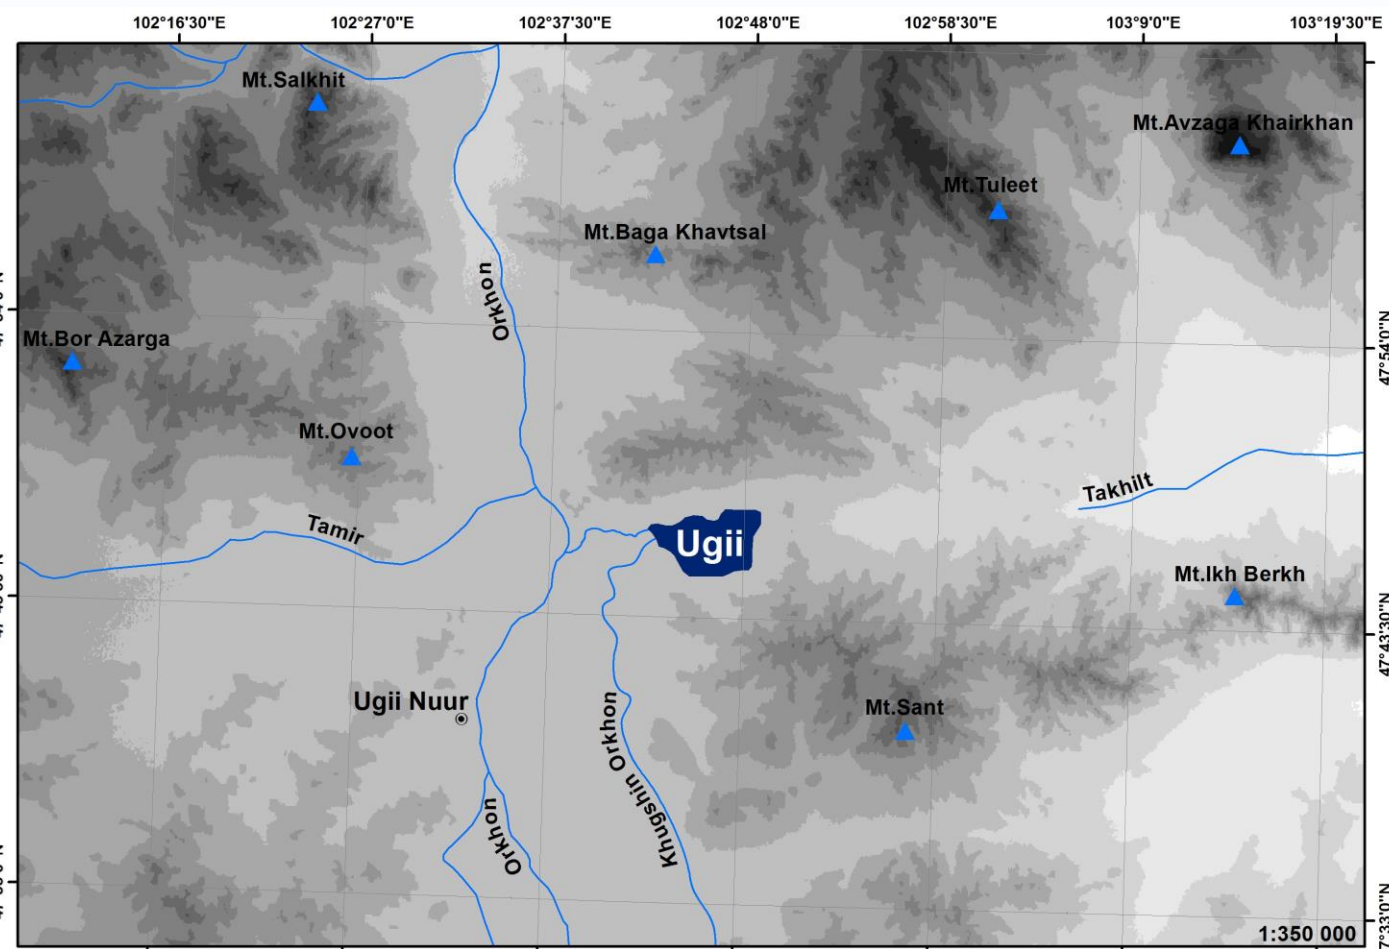 102°16'30"E 102°27'0"E 102°37'30"E 102°48'0"E 102°58'30"E 103°9'0"E 103°19'30"E
Mt.Salkhit
Mt.Avzaga Khairkhan
Mt.Tuleet
Mt.Baga Khavtsal
Orkhon
Mt.Bor Azarga
47°54'0"N
Mt.Ovoot
Takhilt
Tamir
Ugii
Mt.Ikh Berkh
47°43'30"N
Ugii Nuur
Khugshin Orkhon
Mt.Sant
Orkhon
47°33'0"N
1:350 000